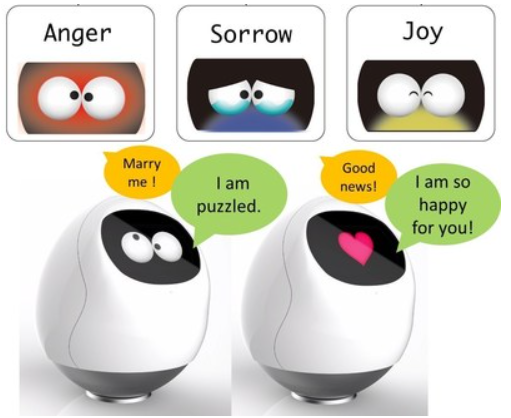 Anger
Sorrow
Joy
Marry
me !
I am
puzzled.
Good
news!
I am so
happy
for you!